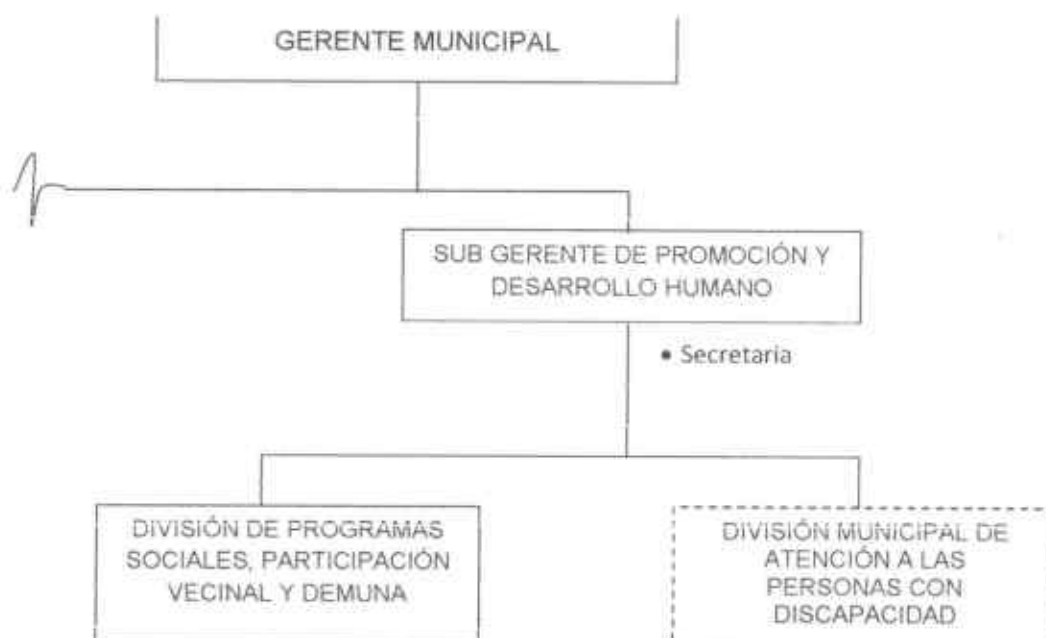 GERENTE MUNICIPAL
SUB GERENTE DE PROMOCIÓN Y
DESARROLLO HUMANO
• Secretaria
DIVISIÓN DE PROGRAMAS
SOCIALES, PARTICIPACIÓN
VECINAL Y DEMUNA
DIVISIÓN MUNICIPAL DE
ATENCIÓN A LAS
PERSONAS CON
DISCAPACIDAD